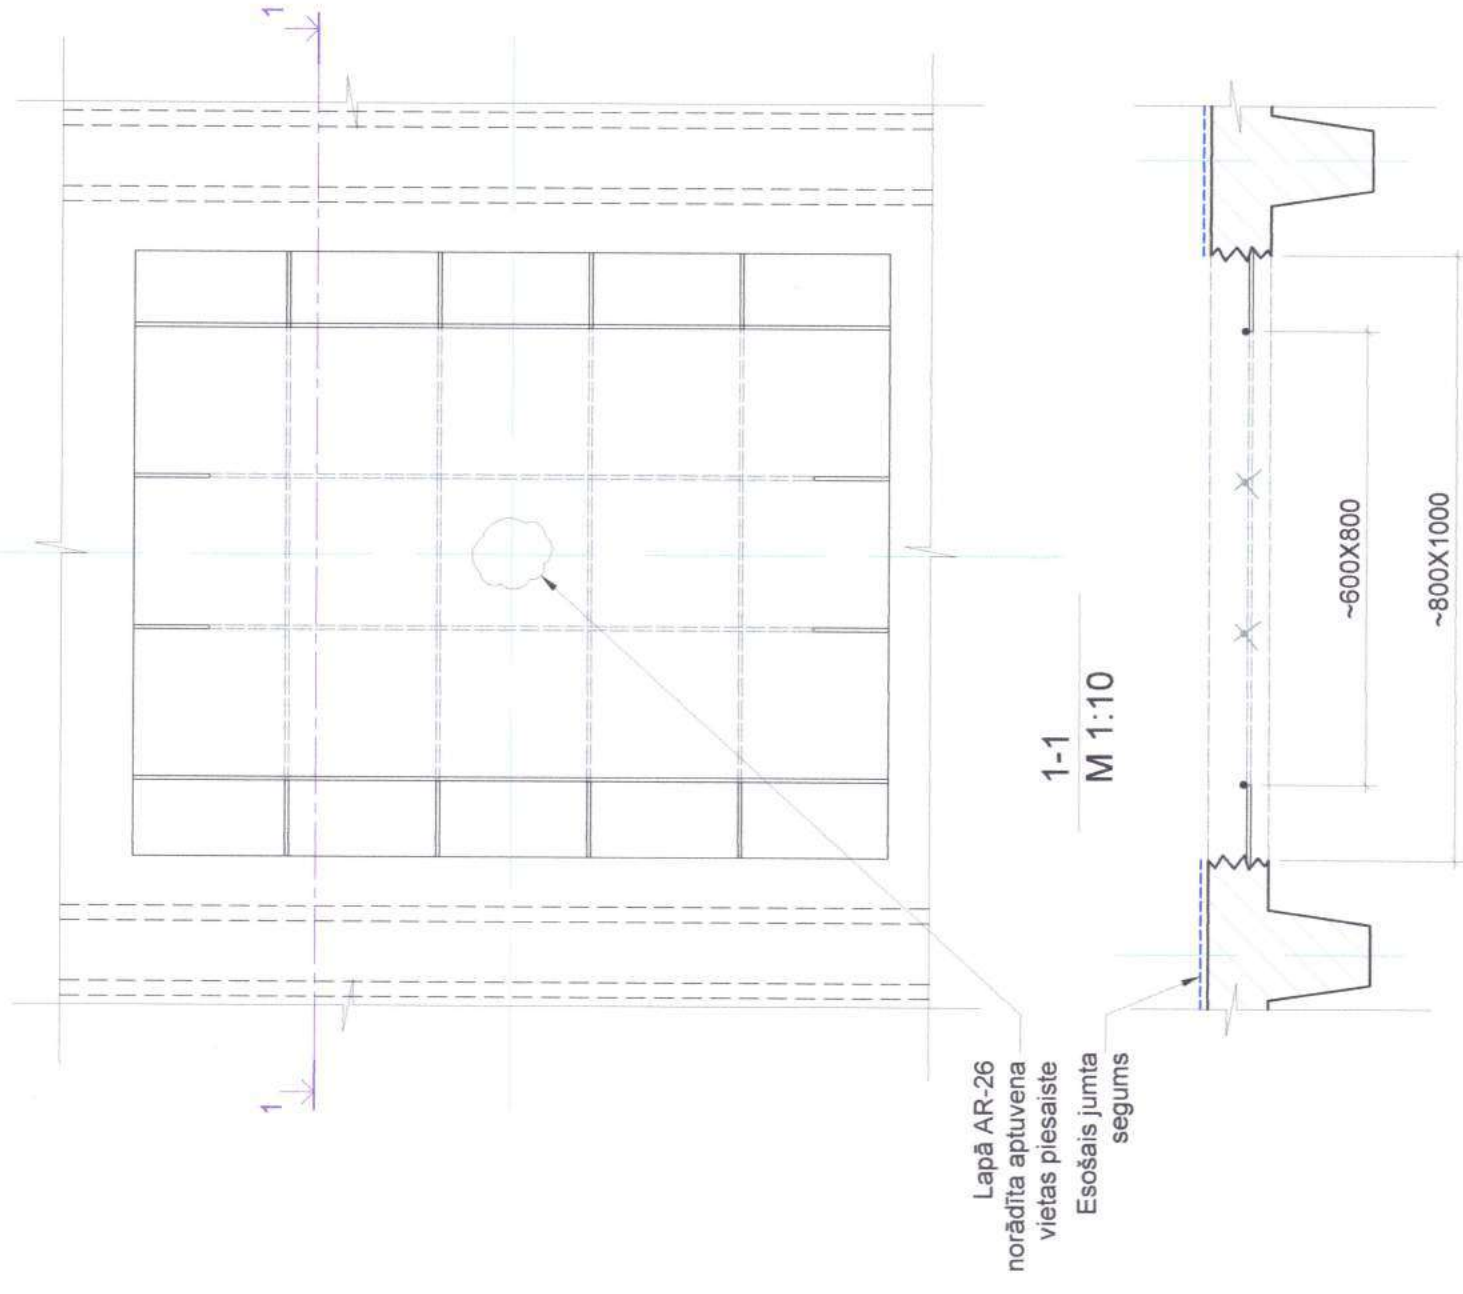 1
1
1-1
M 1:10
Lapā AR-26
norādīta aptuvena
vietas piesaiste
Esošais jumta
segums
~600X800
~800X1000